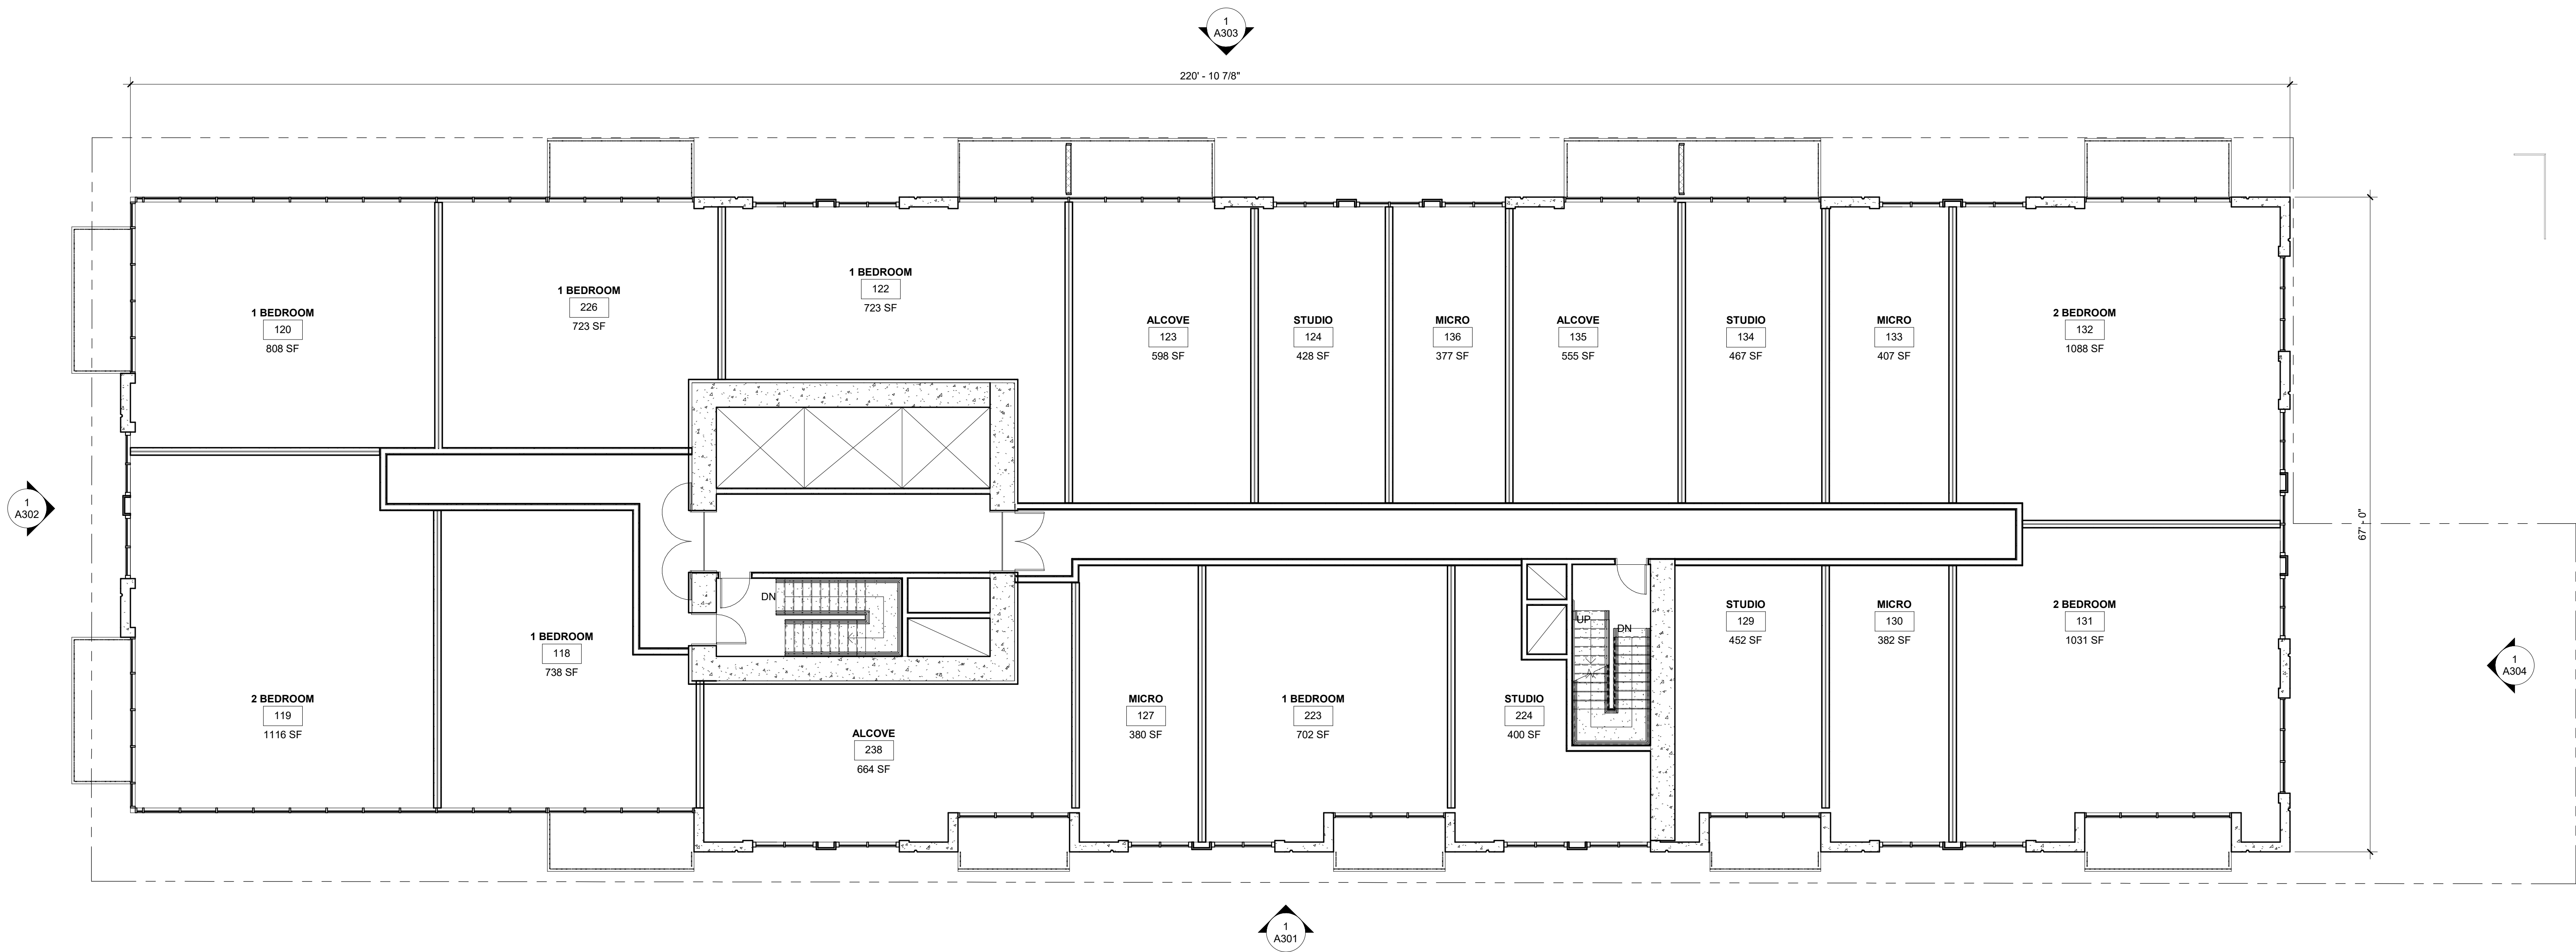 1
A303
220' - 10 7/8"
1 BEDROOM
120
808 SF
1 BEDROOM
226
723 SF
1 BEDROOM
122
723 SF
ALCOVE
123
598 SF
STUDIO
124
428 SF
MICRO
136
377 SF
ALCOVE
135
555 SF
STUDIO
134
467 SF
MICRO
133
407 SF
2 BEDROOM
132
1088 SF
1
A302
67' - 0"
DN
UP
DN
1 BEDROOM
118
738 SF
2 BEDROOM
119
1116 SF
ALCOVE
238
664 SF
MICRO
127
380 SF
1 BEDROOM
223
702 SF
STUDIO
224
400 SF
STUDIO
129
452 SF
MICRO
130
382 SF
2 BEDROOM
131
1031 SF
1
A304
1
A301